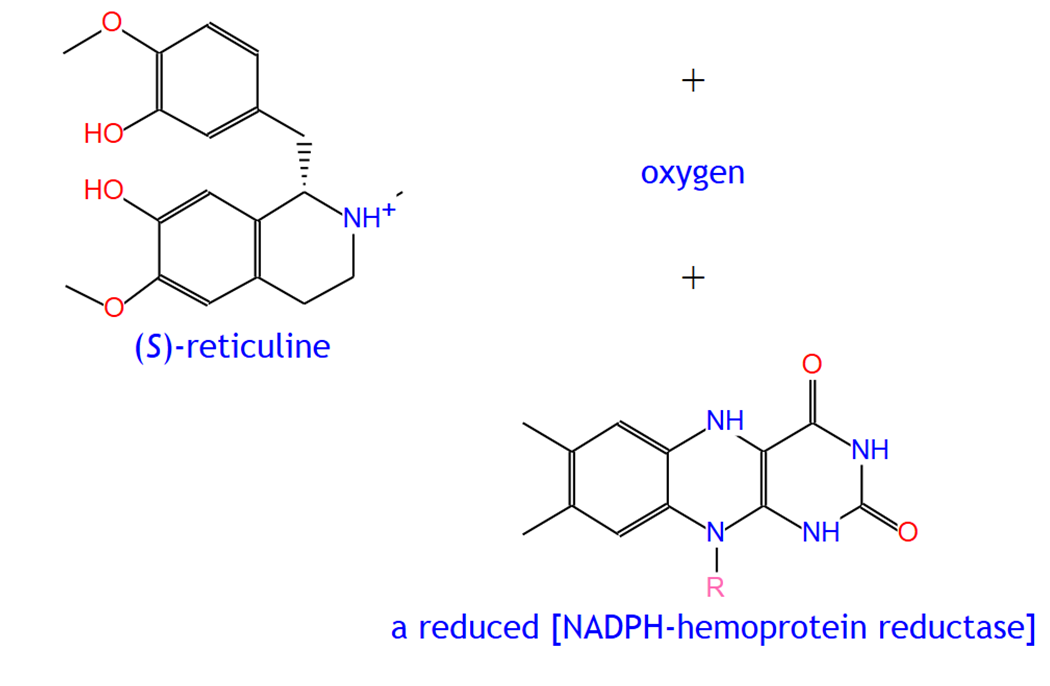 O
HO
HO
NH+
O
(S)-reticuline
+
oxygen
+
O
NH
NH
N
NH
O
R
a reduced [NADPH-hemoprotein reductase]